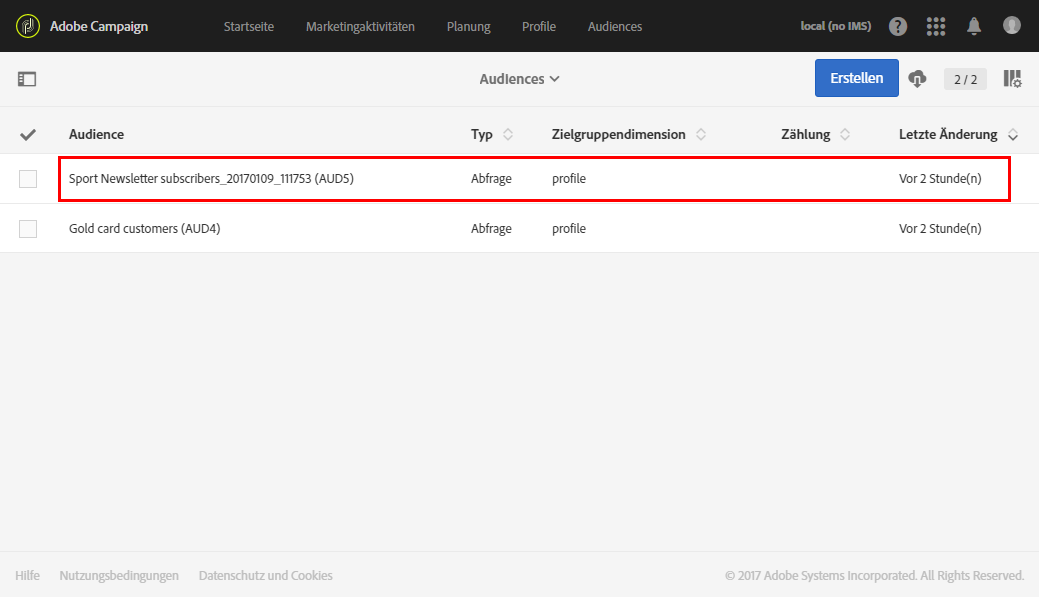 Adobe Campaign Startseite Marketingaktivitäten Planung Profile Audiences local (no IMS) ?
Audiences Erstellen 2 / 2
Audience Typ Zielgruppendimension Zählung Letzte Änderung
Sport Newsletter subscribers_20170109_111753 (AUD5) Abfrage profile Vor 2 Stunde(n)
Gold card customers (AUD4) Abfrage profile Vor 2 Stunde(n)
Hilfe Nutzungsbedingungen Datenschutz und Cookies © 2017 Adobe Systems Incorporated. All Rights Reserved.